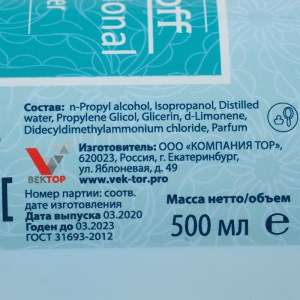 off
onal
er
Состав: n-Propyl alcohol, Isopropanol, Distilled
water, Propylene Glicol, Glicerin, d-Limonene,
Didecyldimethylammonium chloride, Parfum
Изготовитель: ООО «КОМПАНИЯ ТОР»,
620023, Россия, г. Екатеринбург,
ул. Яблоневая, д. 49
www.vek-tor.pro
ВЕКТОР
Номер партии: соотв.
дате изготовления
Дата выпуска 03.2020
Годен до 03.2023
ГОСТ 31693-2012
Масса нетто/объем
500 мл ℮